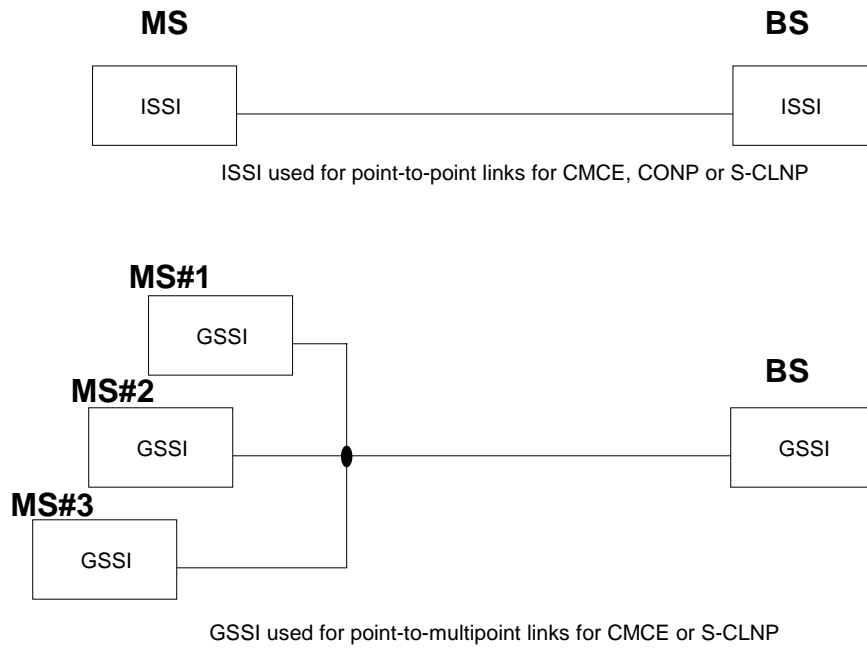 MS BS
ISSI ISSI
ISSI used for point-to-point links for CMCE, CONP or S-CLNP
MS#1
GSSI
BS
MS#2
GSSI GSSI
MS#3
GSSI
GSSI used for point-to-multipoint links for CMCE or S-CLNP